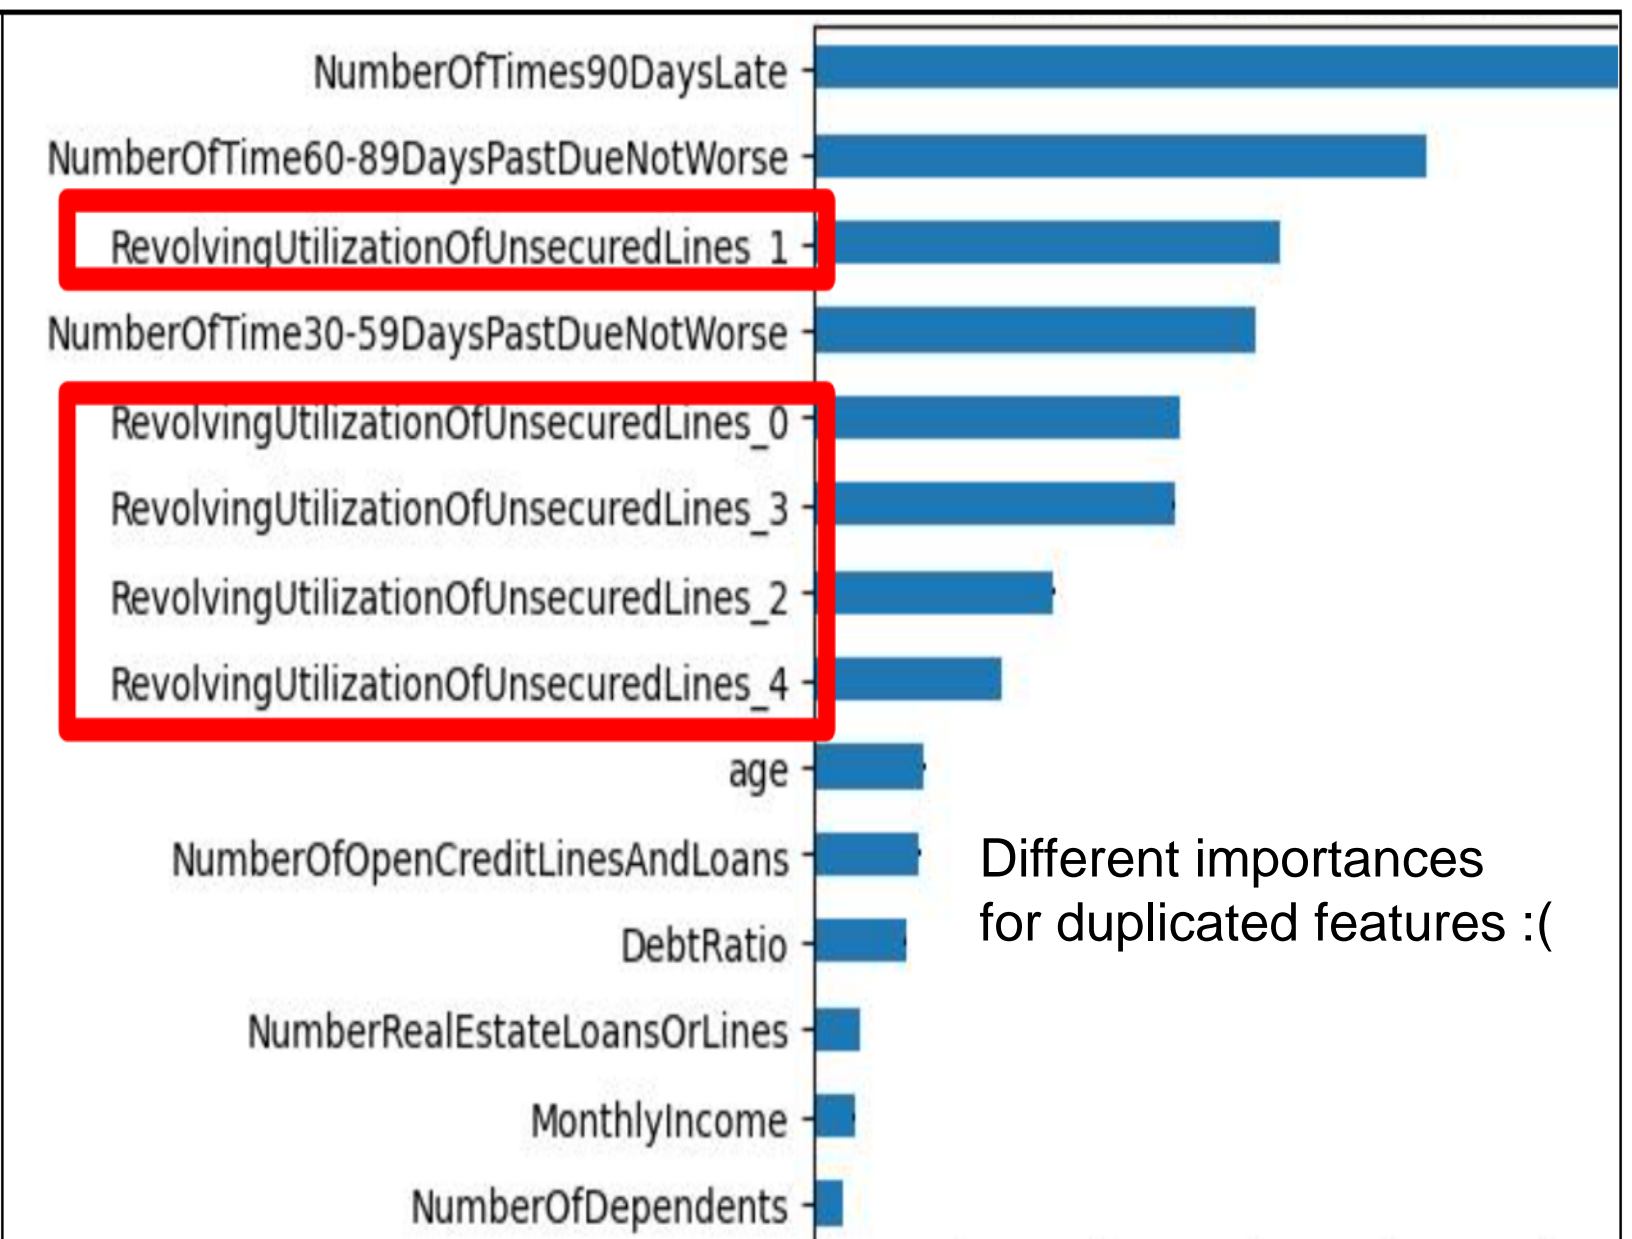 NumberOfTimes90DaysLate
NumberOfTime60-89DaysPastDueNotWorse
RevolvingUtilizationOfUnsecuredLines_1
NumberOfTime30-59DaysPastDueNotWorse
RevolvingUtilizationOfUnsecuredLines_0
RevolvingUtilizationOfUnsecuredLines_3
RevolvingUtilizationOfUnsecuredLines_2
RevolvingUtilizationOfUnsecuredLines_4
age
NumberOfOpenCreditLinesAndLoans
DebtRatio
NumberRealEstateLoansOrLines
MonthlyIncome
NumberOfDependents
Different importances
for duplicated features :(